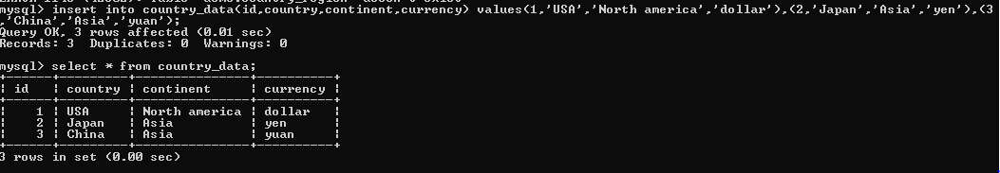 mysql> insert into country_data(id,country,continent,currency) values(1,'USA','North america','dollar'),(2,'Japan','Asia','yen'),(3
,'China','Asia','yuan');
Query OK, 3 rows affected (0.01 sec)
Records: 3  Duplicates: 0  Warnings: 0
mysql> select * from country_data;
+------+---------+---------------+----------+
| id   | country | continent     | currency |
+------+---------+---------------+----------+
|    1 | USA     | North america | dollar   |
|    2 | Japan   | Asia          | yen      |
|    3 | China   | Asia          | yuan     |
+------+---------+---------------+----------+
3 rows in set (0.00 sec)